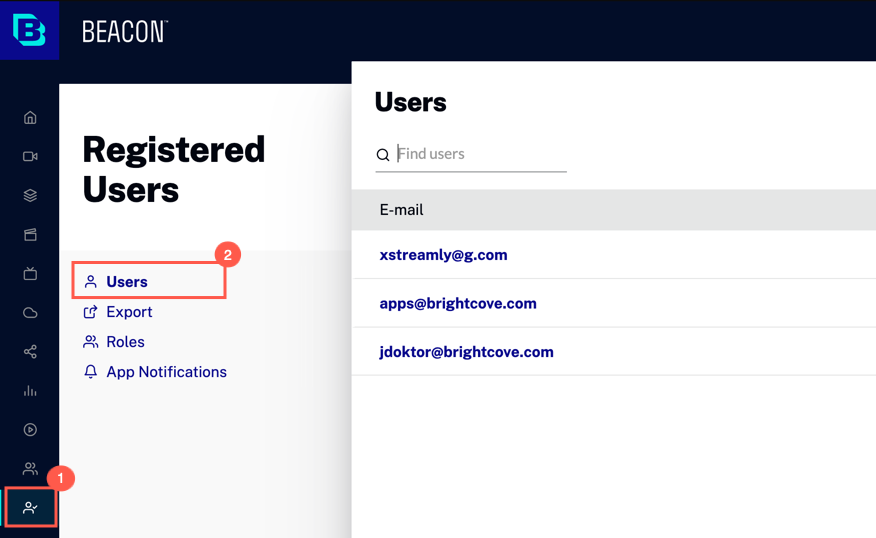 BEACON™
Registered
Users
2
Users
Export
Roles
App Notifications
1
Users
Find users
E-mail
xstreamly@g.com
apps@brightcove.com
jdoktor@brightcove.com